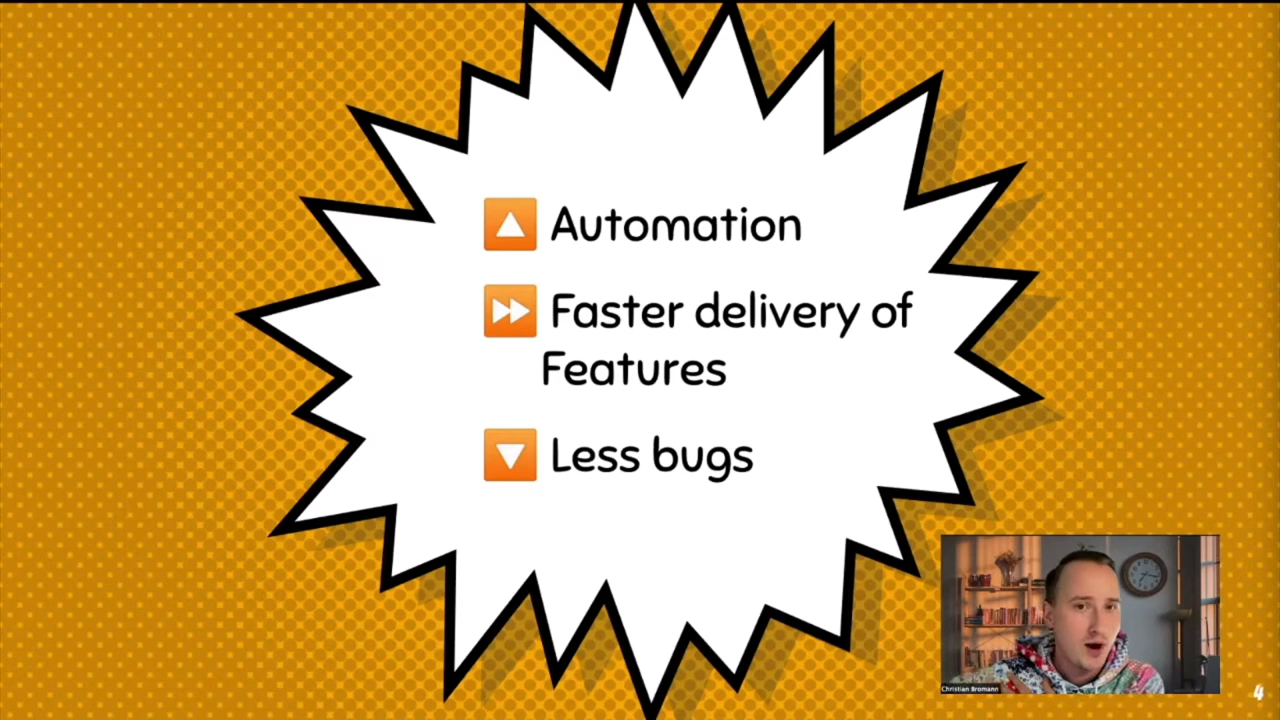 🔼 Automation
⏩ Faster delivery of
Features
🔽 Less bugs
Christian Bromann
4